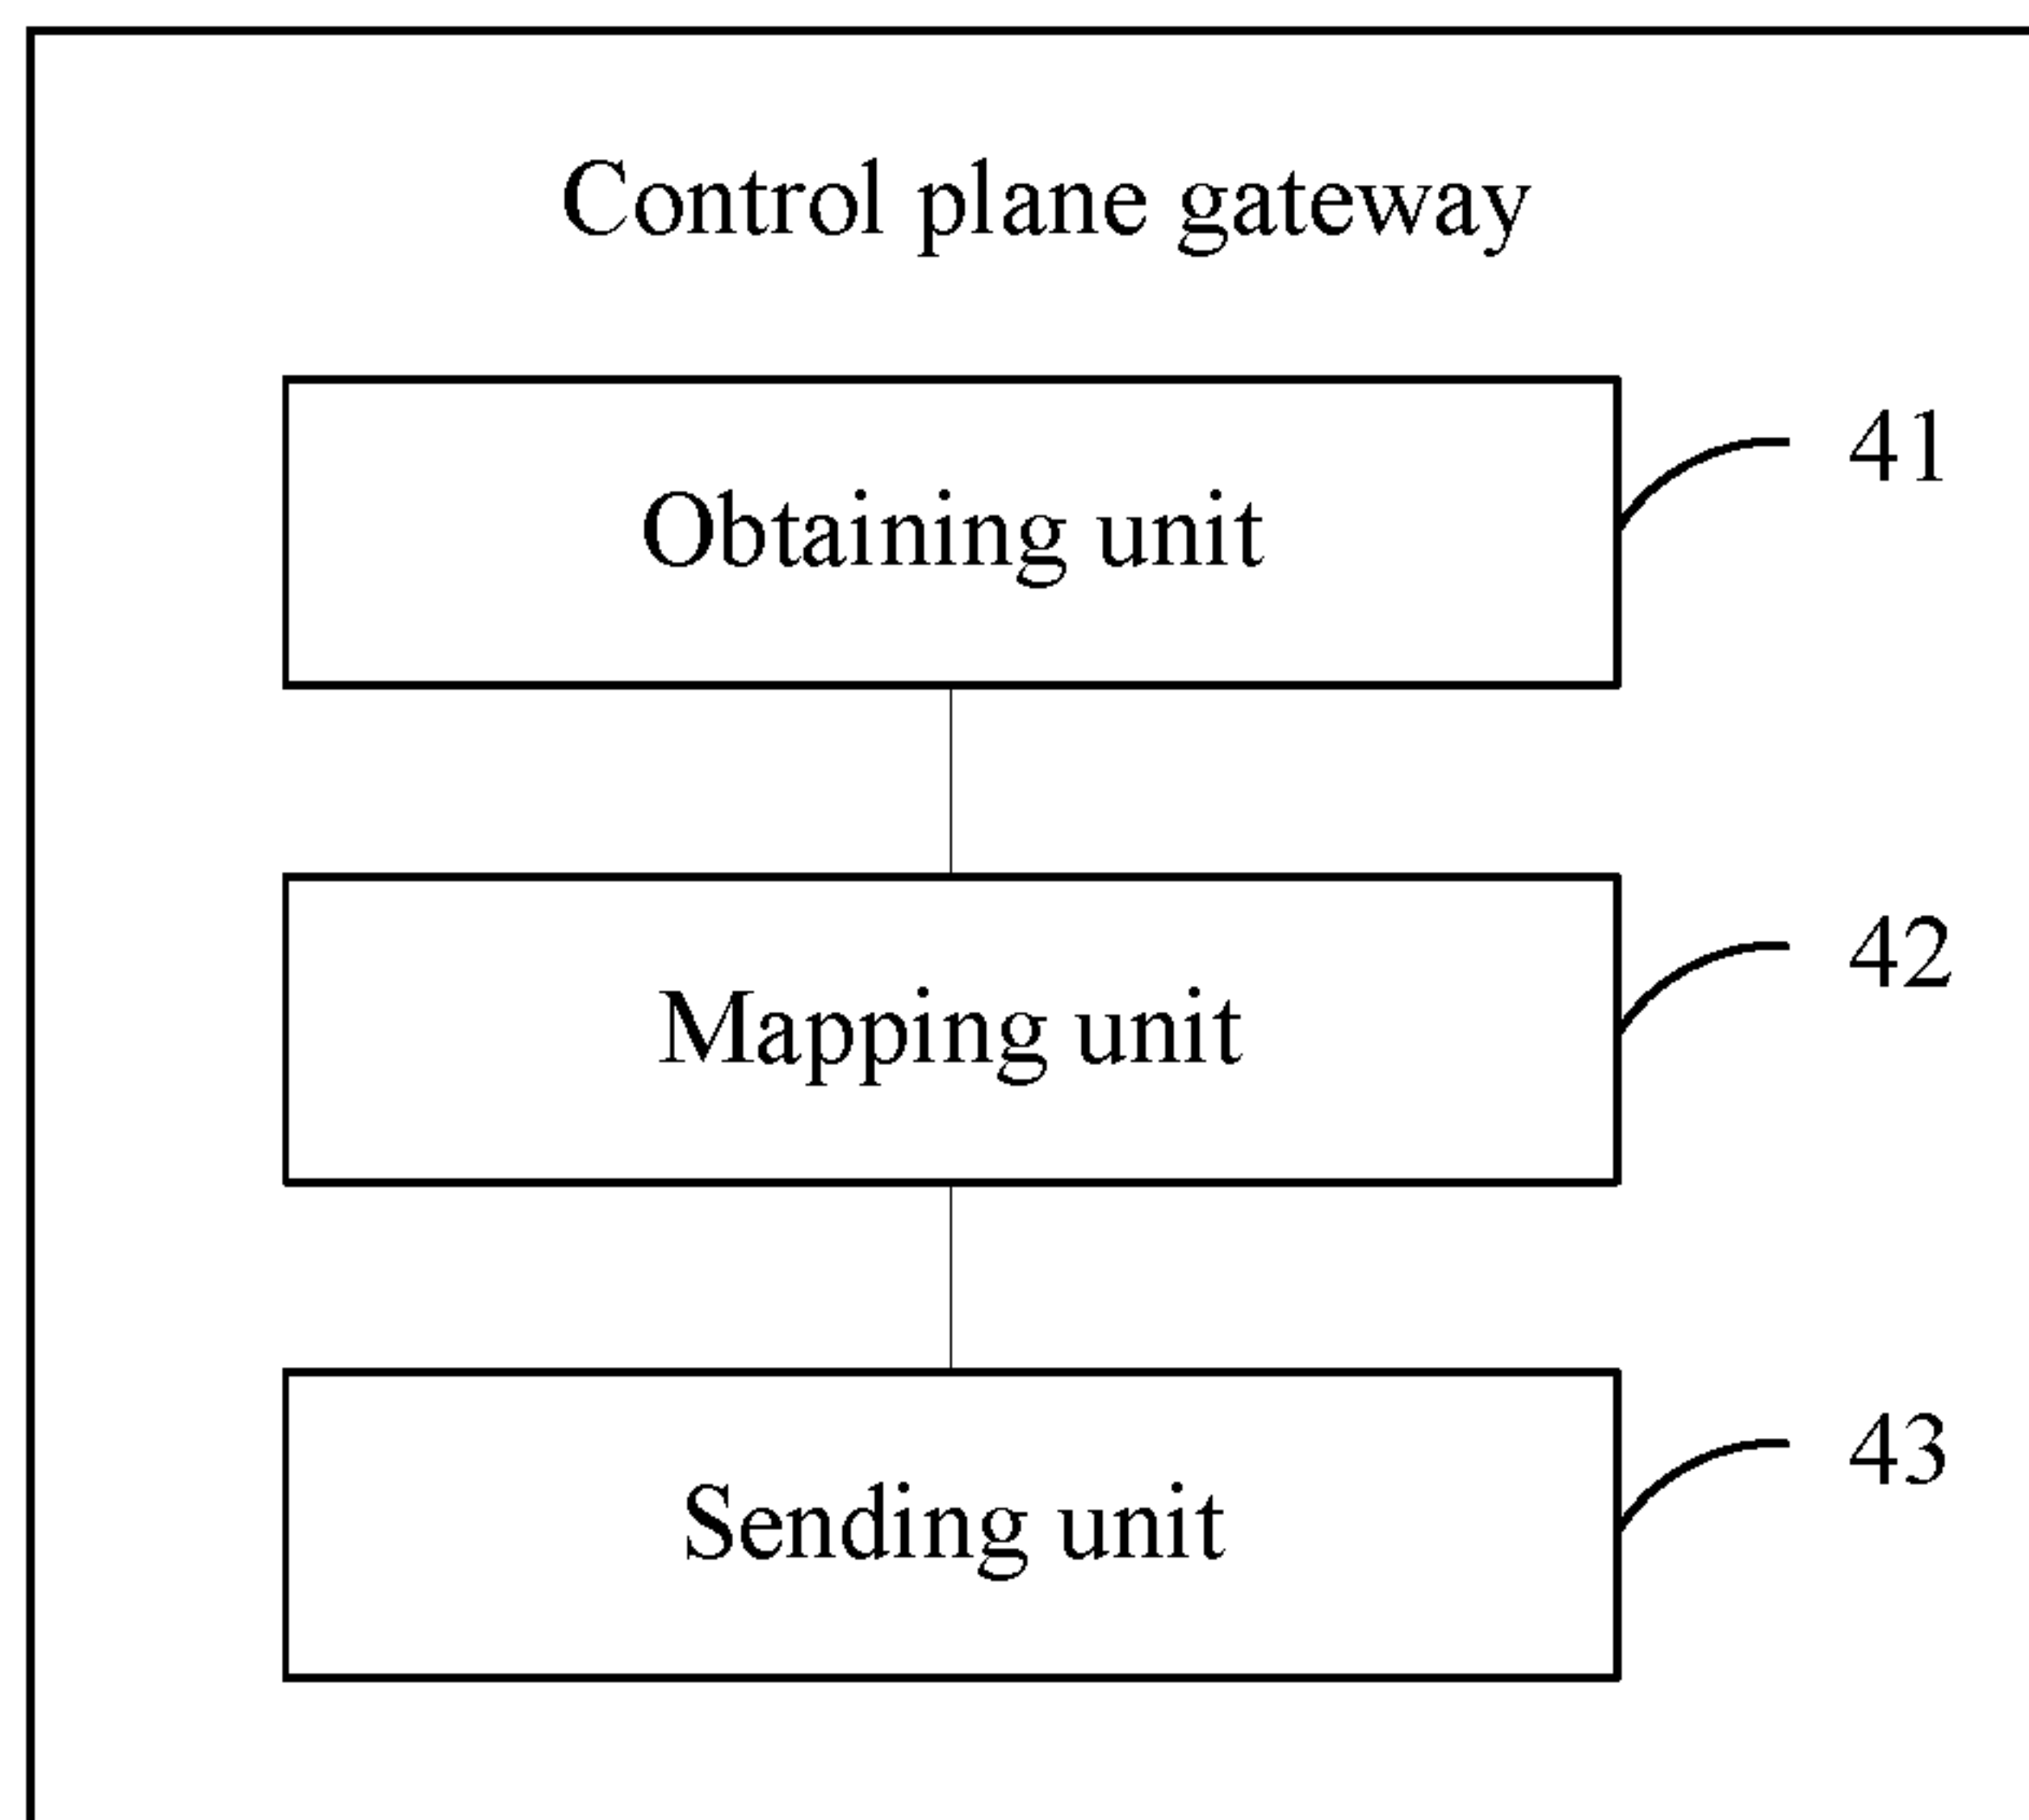 Control plane gateway
Obtaining unit
41
Mapping unit
42
Sending unit
43